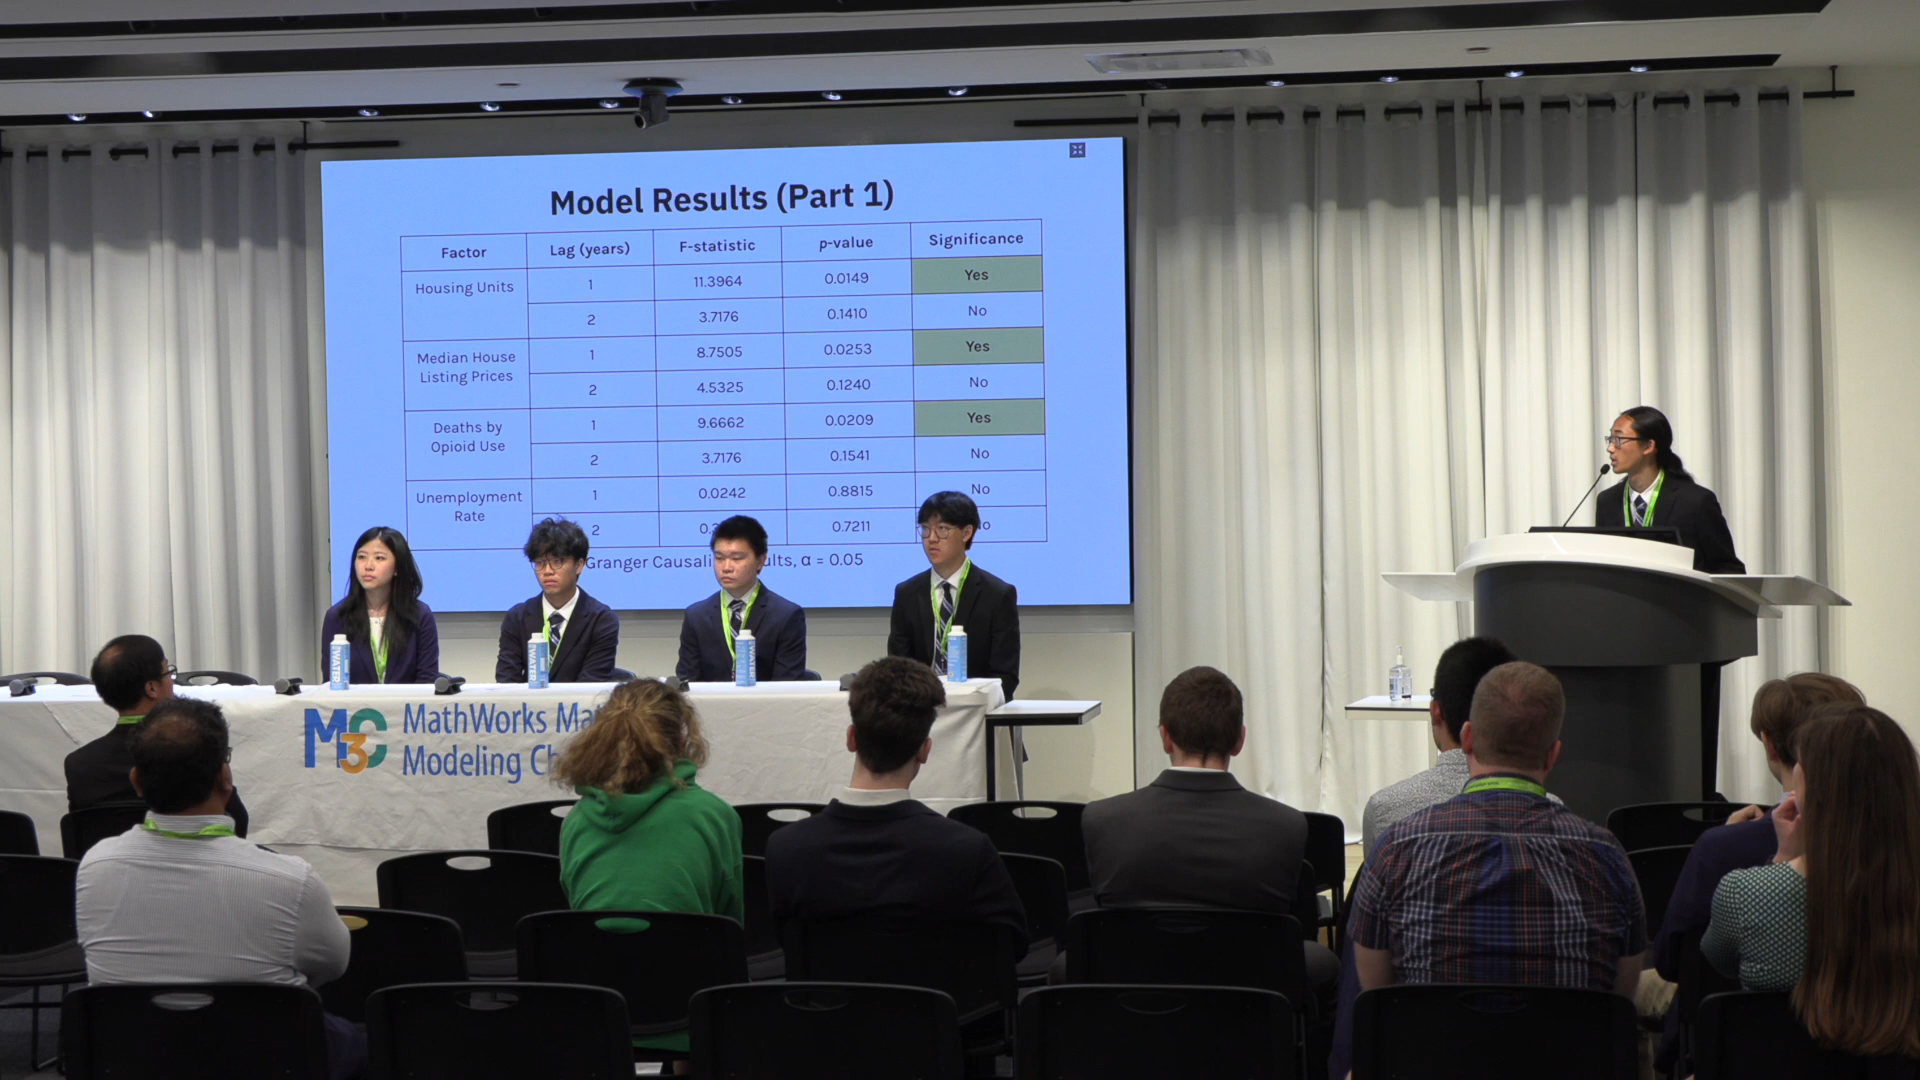 Model Results (Part 1)
Factor Lag (years) F-statistic p-value Significance
Housing Units 1 11.3964 0.0149 Yes
2 3.7176 0.1410 No
Median House Listing Prices 1 8.7505 0.0253 Yes
2 4.5325 0.1240 No
Deaths by Opioid Use 1 9.6662 0.0209 Yes
2 3.7176 0.1541 No
Unemployment Rate 1 0.0242 0.8815 No
2 0. 0.7211
Granger Causali ults, α = 0.05
WATER
WATER
WATER
M3C MathWorks Ma
Modeling Ch